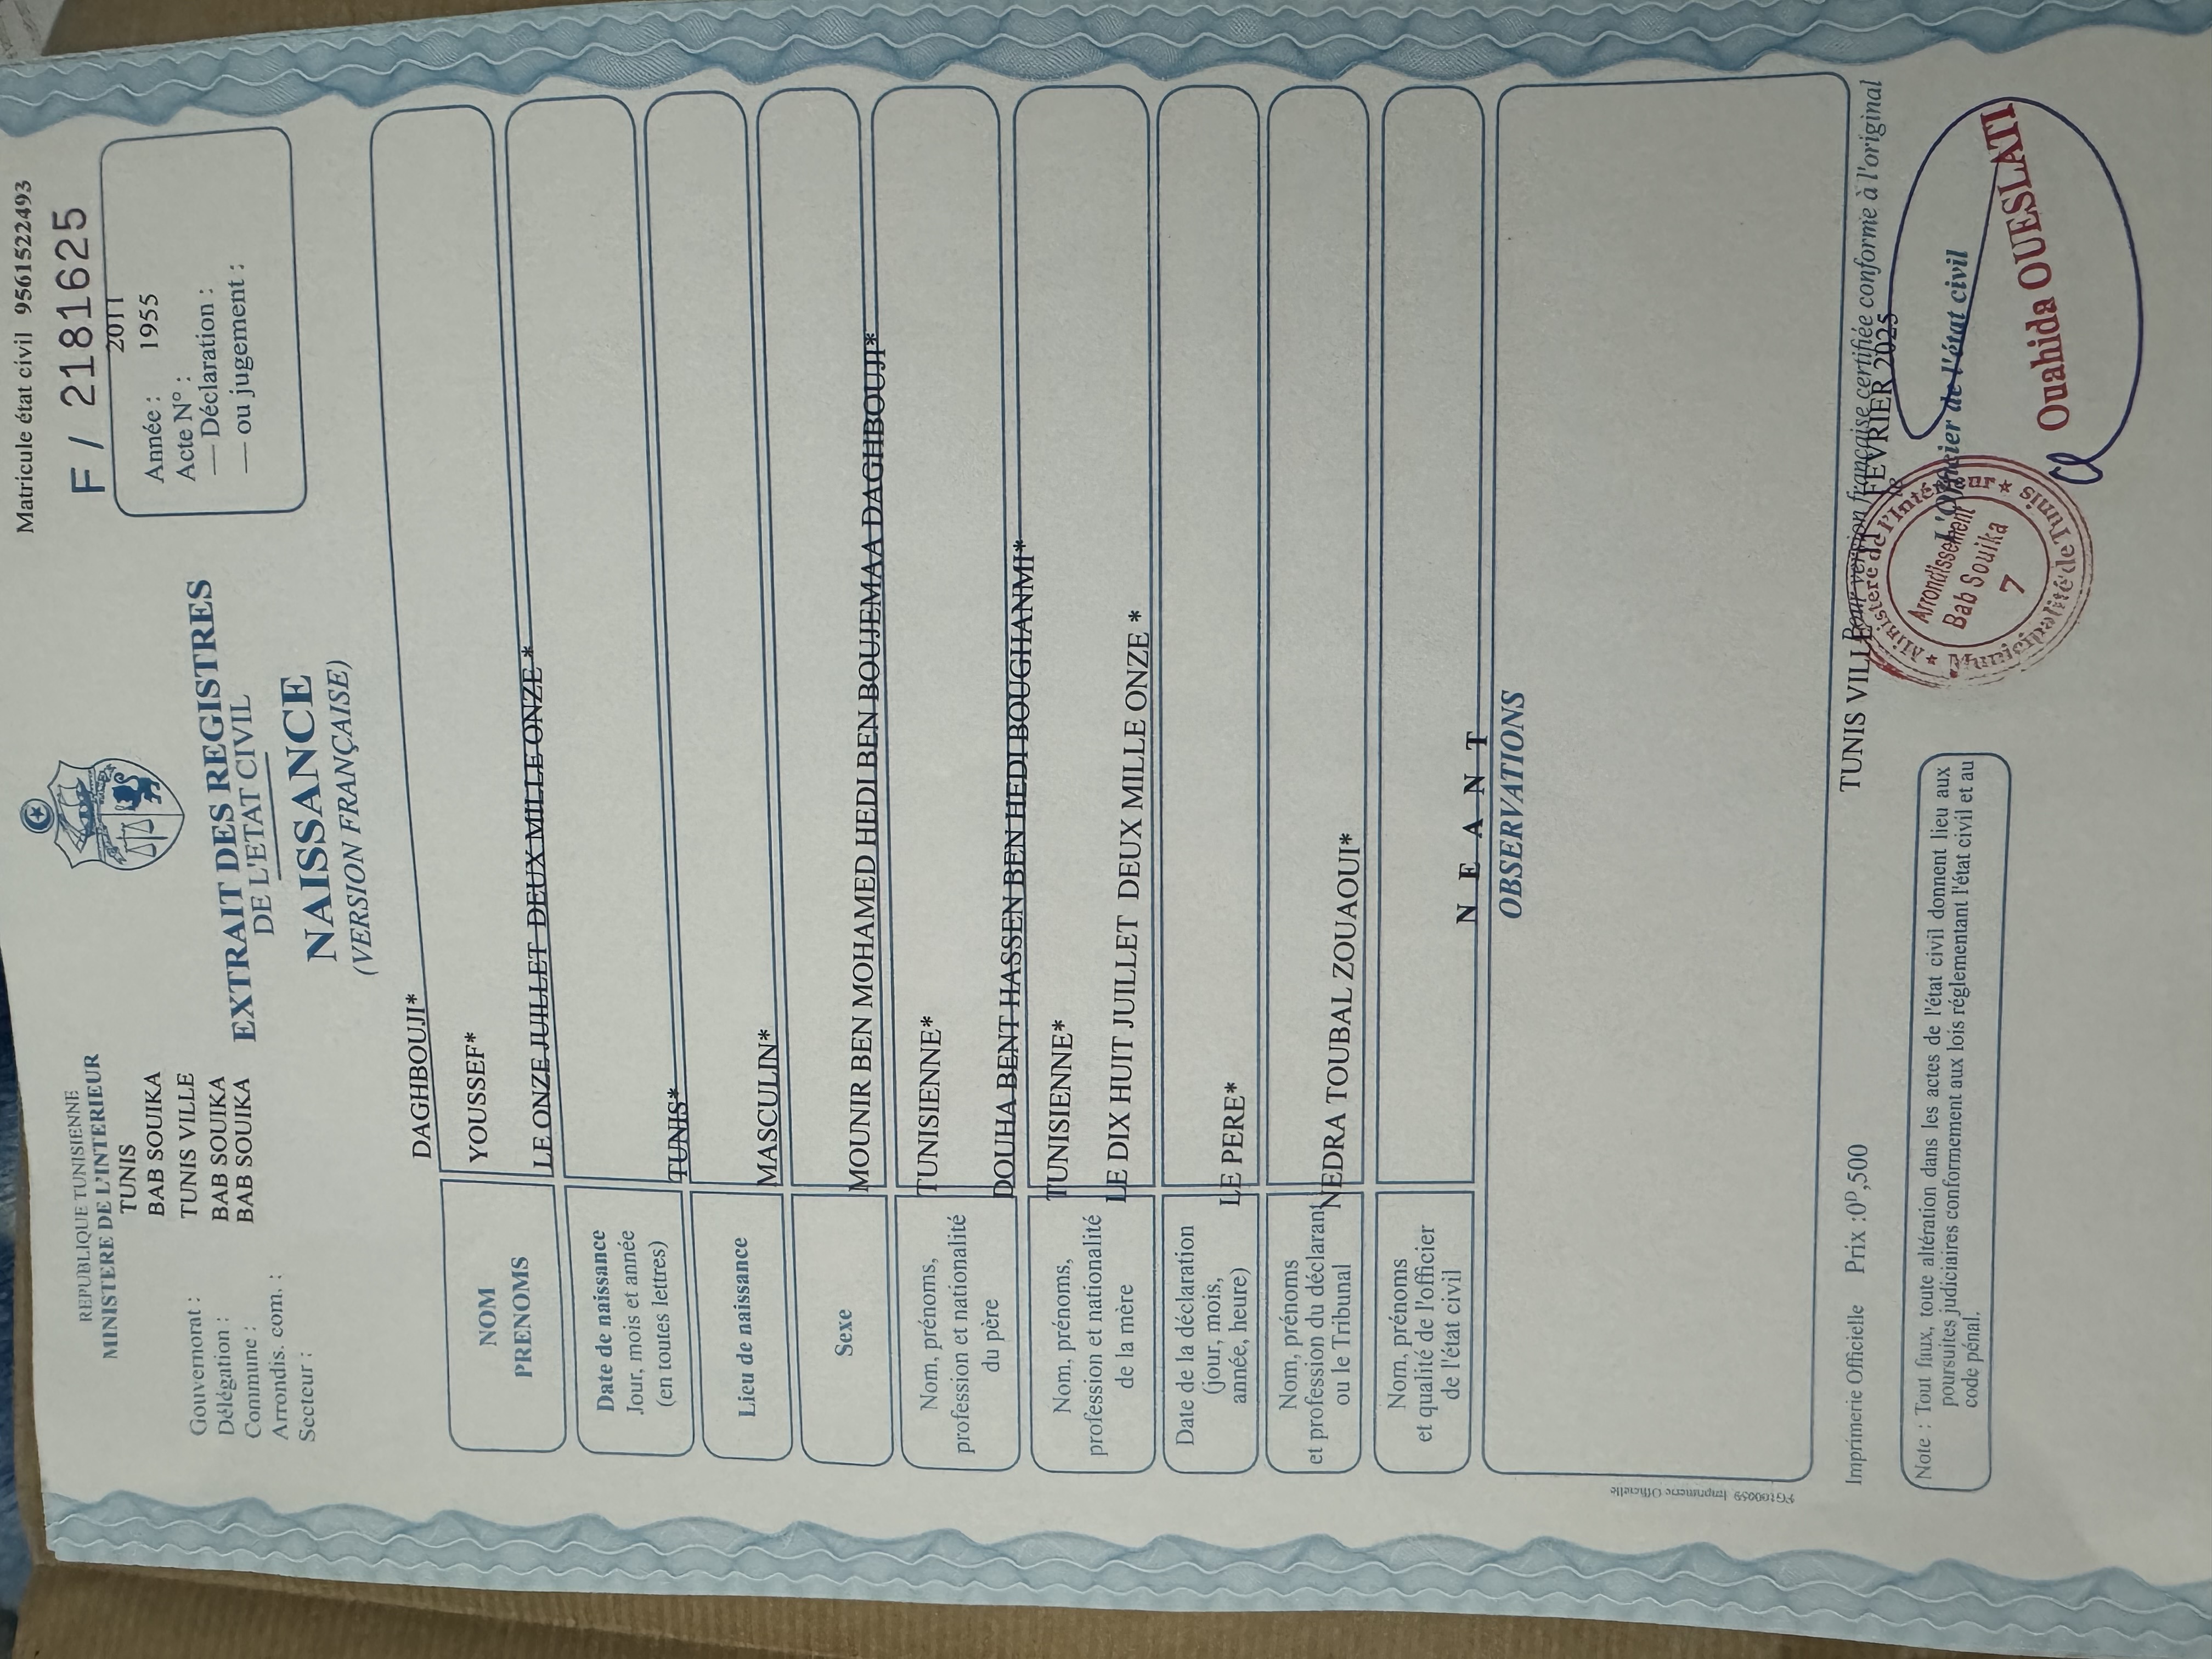 Matricule état civil 9561522493
F / 2181625
REPUBLIQUE TUNISIENNE
MINISTERE DE L'INTERIEUR
Gouvernorat : TUNIS
Délégation : BAB SOUIKA
Commune : TUNIS VILLE
Arrondis. com. : BAB SOUIKA
Secteur : BAB SOUIKA
2011
Année : 1955
Acte N° :
— Déclaration :
— ou jugement :
EXTRAIT DES REGISTRES
DE L'ETAT CIVIL
NAISSANCE
(VERSION FRANÇAISE)
NOM DAGHBOUJI*
PRENOMS YOUSSEF*
Date de naissance
Jour, mois et année
(en toutes lettres)
LE ONZE JUILLET DEUX MILLE ONZE *
Lieu de naissance
TUNIS*
Sexe
MASCULIN*
Nom, prénoms,
profession et nationalité
du père
MOUNIR BEN MOHAMED HEDI BEN BOUJEMAA DAGHBOUJI*
TUNISIENNE*
Nom, prénoms,
profession et nationalité
de la mère
DOUHA BENT HASSEN BEN HEDI BOUGHANMI*
TUNISIENNE*
Date de la déclaration
(jour, mois,
année, heure)
LE DIX HUIT JUILLET DEUX MILLE ONZE *
Nom, prénoms
et profession du déclarant
ou le Tribunal
LE PERE*
Nom, prénoms
et qualité de l'officier
de l'état civil
NEDRA TOUBAL ZOUAOUI*
N E A N T
OBSERVATIONS
FG100059 Imprimerie Officielle
Imprimerie Officielle Prix :0ᴰ,500
Pour version française certifiée conforme à l'original
TUNIS VILLE le FEVRIER 2025
L'Officier de l'état civil
Ouahida OUESLATI
Ministère de l'Intérieur
Municipalité de Tunis
Arrondissement
Bab Souika
7
Note : Tout faux, toute altération dans les actes de l'état civil donnent lieu aux
poursuites judiciaires conformement aux lois réglementant l'état civil et au
code pénal.